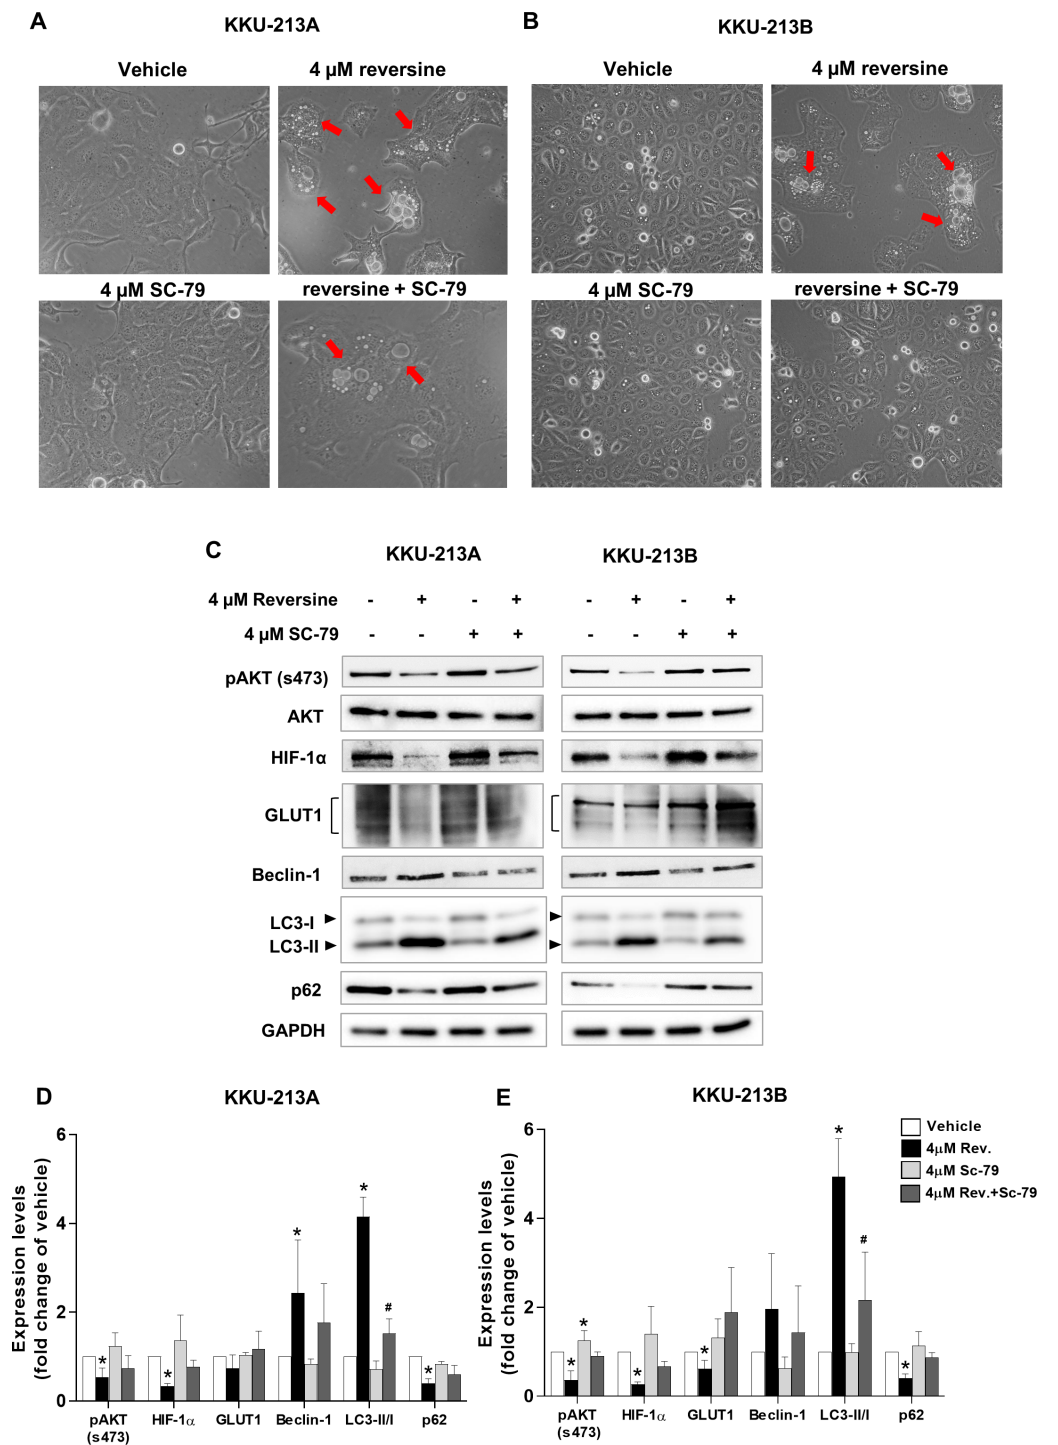 A
KKU-213A
B
KKU-213B
Vehicle
4 µM reversine
Vehicle
4 µM reversine
4 µM SC-79
reversine + SC-79
4 µM SC-79
reversine + SC-79
C
KKU-213A
KKU-213B
4 µM Reversine - + - + - + - +
4 µM SC-79 - - + + - - + +
pAKT (s473)
AKT
HIF-1α
GLUT1
Beclin-1
LC3-I
LC3-II
p62
GAPDH
D
KKU-213A
Expression levels
(fold change of vehicle)
6
4
2
0
* * * * # *
pAKT
(s473)
HIF-1α
GLUT1
Beclin-1
LC3-II/I
p62
E
KKU-213B
Expression levels
(fold change of vehicle)
6
4
2
0
* * * * * # *
pAKT
(s473)
HIF-1α
GLUT1
Beclin-1
LC3-II/I
p62
Vehicle
4µM Rev.
4µM Sc-79
4µM Rev.+Sc-79